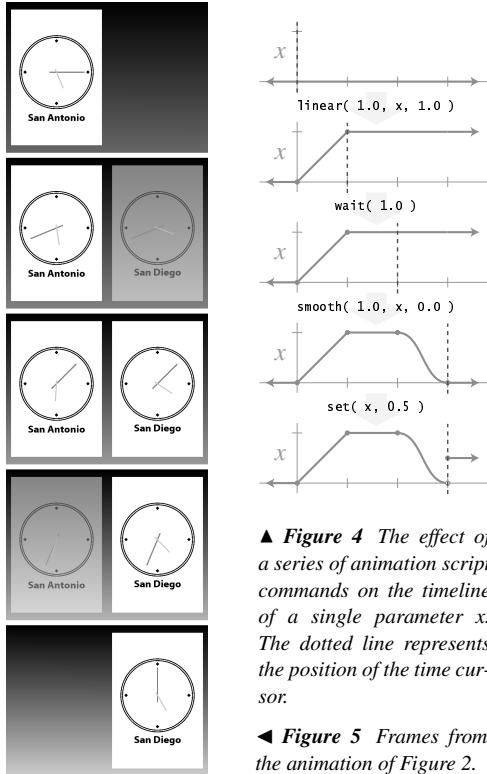 San Antonio
San Antonio
San Diego
San Antonio
San Diego
San Antonio
San Diego
San Diego
x
linear( 1.0, x, 1.0 )
x
wait( 1.0 )
x
smooth( 1.0, x, 0.0 )
x
set( x, 0.5 )
x
▲ Figure 4 The effect of
a series of animation script
commands on the timeline
of a single parameter x.
The dotted line represents
the position of the time cur-
sor.
◀ Figure 5 Frames from
the animation of Figure 2.